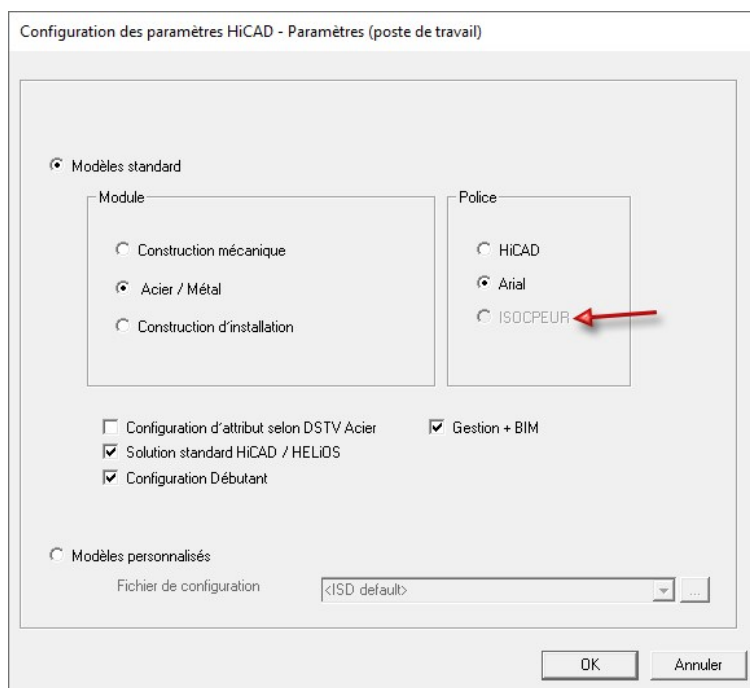 Configuration des paramètres HiCAD - Paramètres (poste de travail)
Modèles standard
Module
Construction mécanique
Acier / Métal
Construction d'installation
Police
HiCAD
Arial
ISOCPEUR
Configuration d'attribut selon DSTV Acier
Gestion + BIM
Solution standard HiCAD / HELiOS
Configuration Débutant
Modèles personnalisés
Fichier de configuration
<ISD default>
...
OK
Annuler